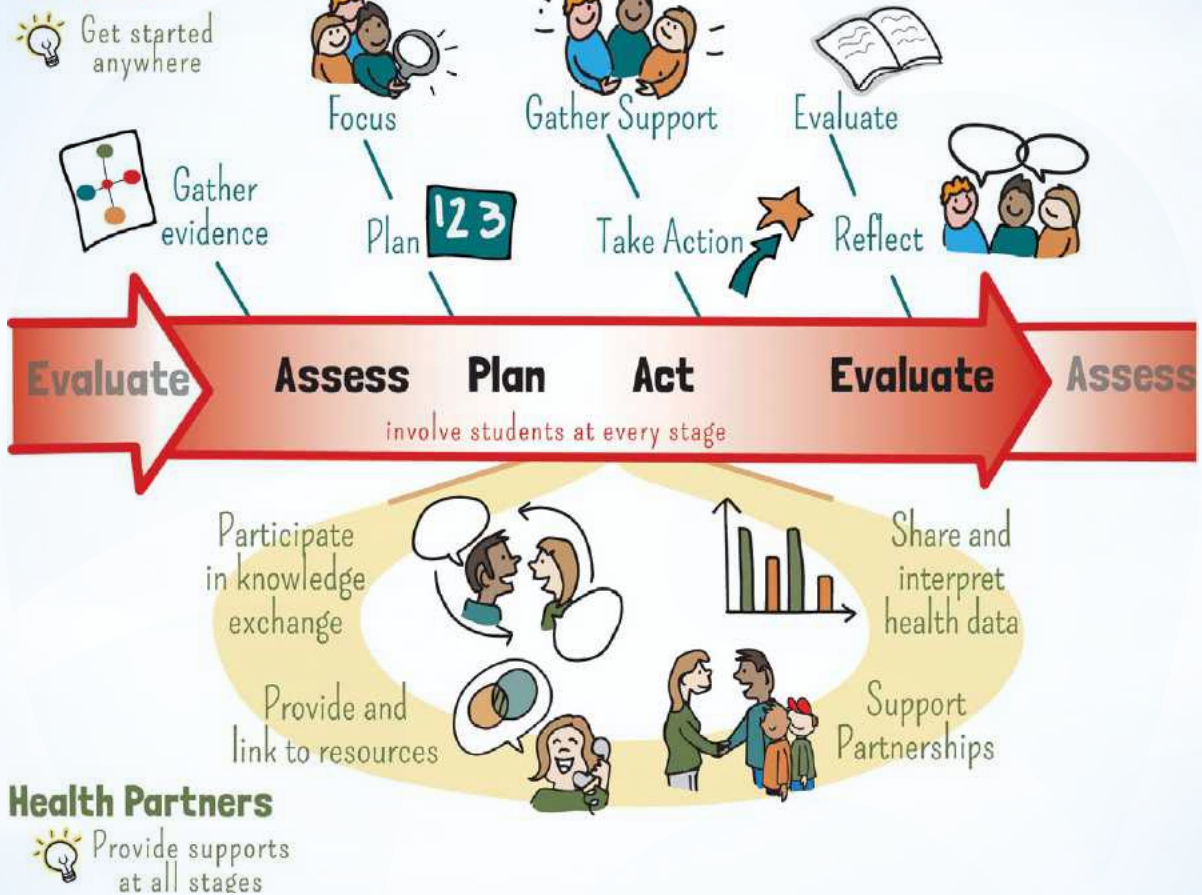 Get started
anywhere
Focus
Gather Support
Evaluate
Gather
evidence
Plan
123
Take Action
Reflect
Evaluate
Assess
Plan
Act
Evaluate
Assess
involve students at every stage
Participate
in knowledge
exchange
Share and
interpret
health data
Provide and
link to resources
Support
Partnerships
Health Partners
Provide supports
at all stages